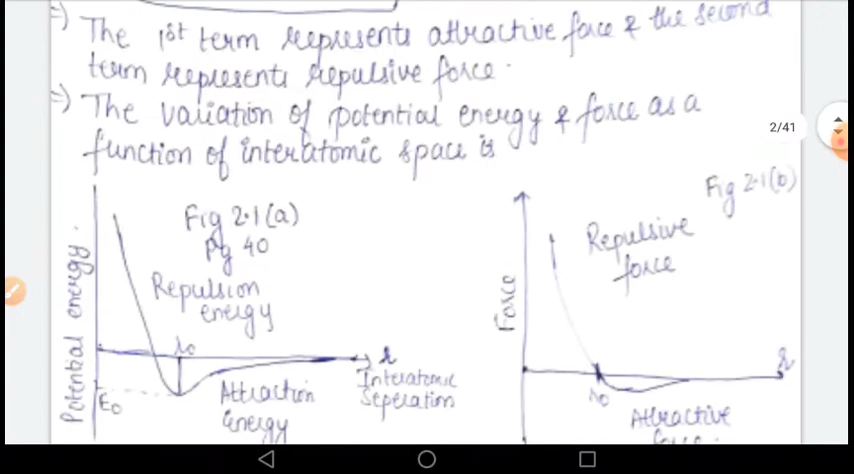 =) The 1st term represents attractive force & the second
term represents repulsive force.
=) The variation of potential energy & force as a
function of interatomic space is
2/41
Fig 2.1(a)
Pg 40
Repulsion
energy
Potential energy.
r0
E0
r
Interatomic
Seperation
Attraction
Energy
Fig 2.1(b)
Repulsive
force
Force
r0
r
Attractive